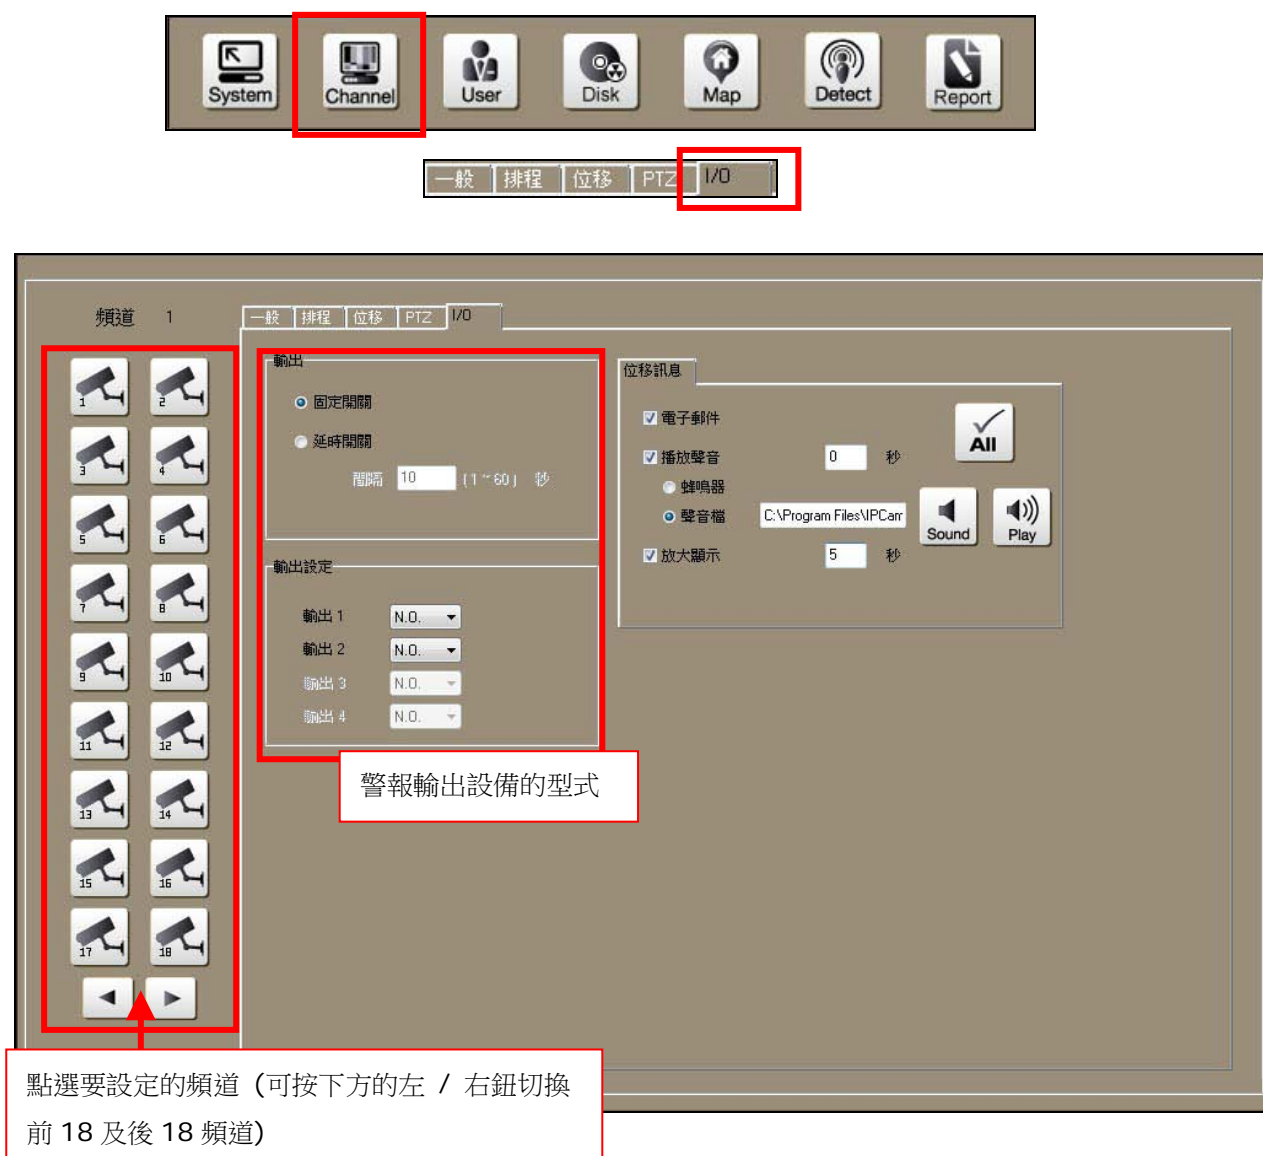 System Channel User Disk Map Detect Report
一般 排程 位移 PTZ I/O
頻道 1
一般 排程 位移 PTZ I/O
輸出
固定開關
延時開關
間隔 10 (1 ~ 60) 秒
輸出設定
輸出 1 N.O.
輸出 2 N.O.
輸出 3 N.O.
輸出 4 N.O.
位移訊息
電子郵件
All
播放聲音 0 秒
蜂鳴器
聲音檔 C:\Program Files\IPCam
Sound Play
放大顯示 5 秒
1 2
3 4
5 6
7 8
9 10
11 12
13 14
15 16
17 18
警報輸出設備的型式
點選要設定的頻道 (可按下方的左 / 右鈕切換
前 18 及後 18 頻道)